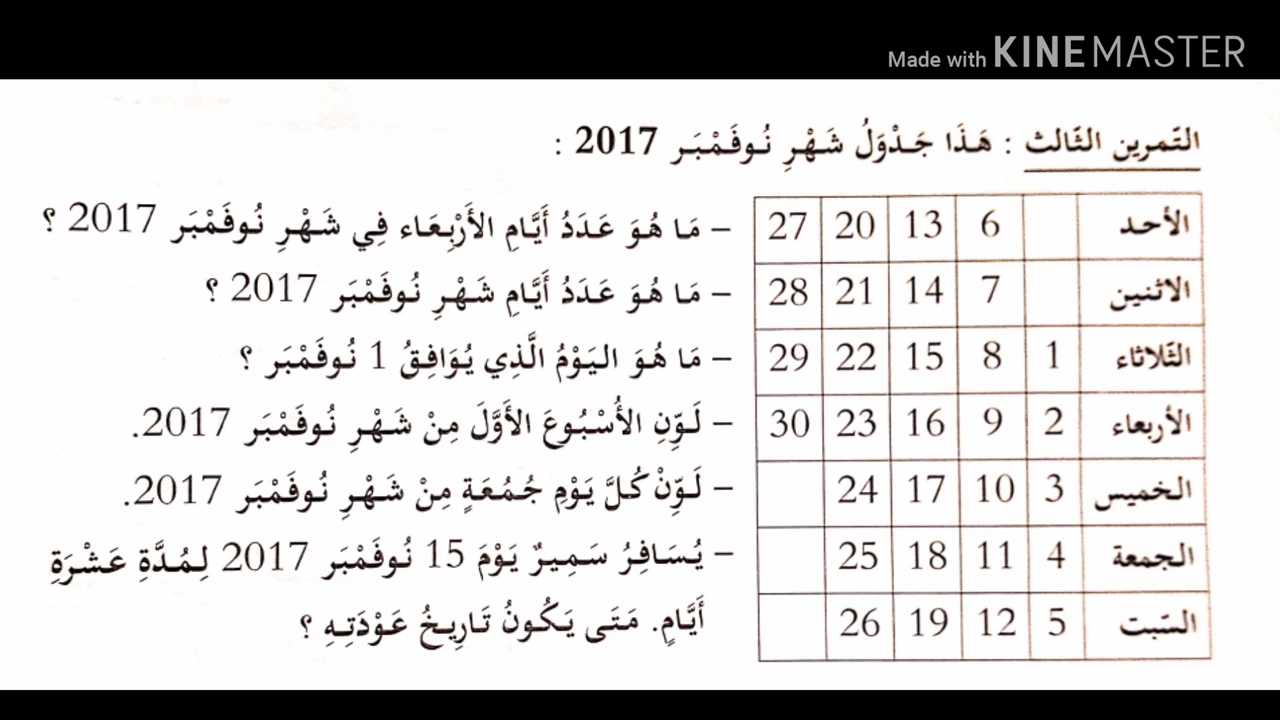 Made with KINEMASTER
التّمرين الثّالث : هَذَا جَدْوَلُ شَهْرِ نُوفَمْبَر 2017 :
الأحد 6 13 20 27
الاثنين 7 14 21 28
الثّلاثاء 1 8 15 22 29
الأربعاء 2 9 16 23 30
الخميس 3 10 17 24
الجمعة 4 11 18 25
السّبت 5 12 19 26
– مَا هُوَ عَدَدُ أَيَّامِ الأَرْبِعَاء فِي شَهْرِ نُوفَمْبَر 2017 ؟
– مَا هُوَ عَدَدُ أَيَّامِ شَهْرِ نُوفَمْبَر 2017 ؟
– مَا هُوَ اليَوْمُ الَّذِي يُوَافِقُ 1 نُوفَمْبَر ؟
– لَوِّنِ الأُسْبُوعَ الأَوَّلَ مِنْ شَهْرِ نُوفَمْبَر 2017.
– لَوِّنْ كُلَّ يَوْمِ جُمُعَةٍ مِنْ شَهْرِ نُوفَمْبَر 2017.
– يُسَافِرُ سَمِيرٌ يَوْمَ 15 نُوفَمْبَر 2017 لِمُدَّةِ عَشْرَةِ
أَيَّامٍ. مَتَى يَكُونُ تَارِيخُ عَوْدَتِهِ ؟